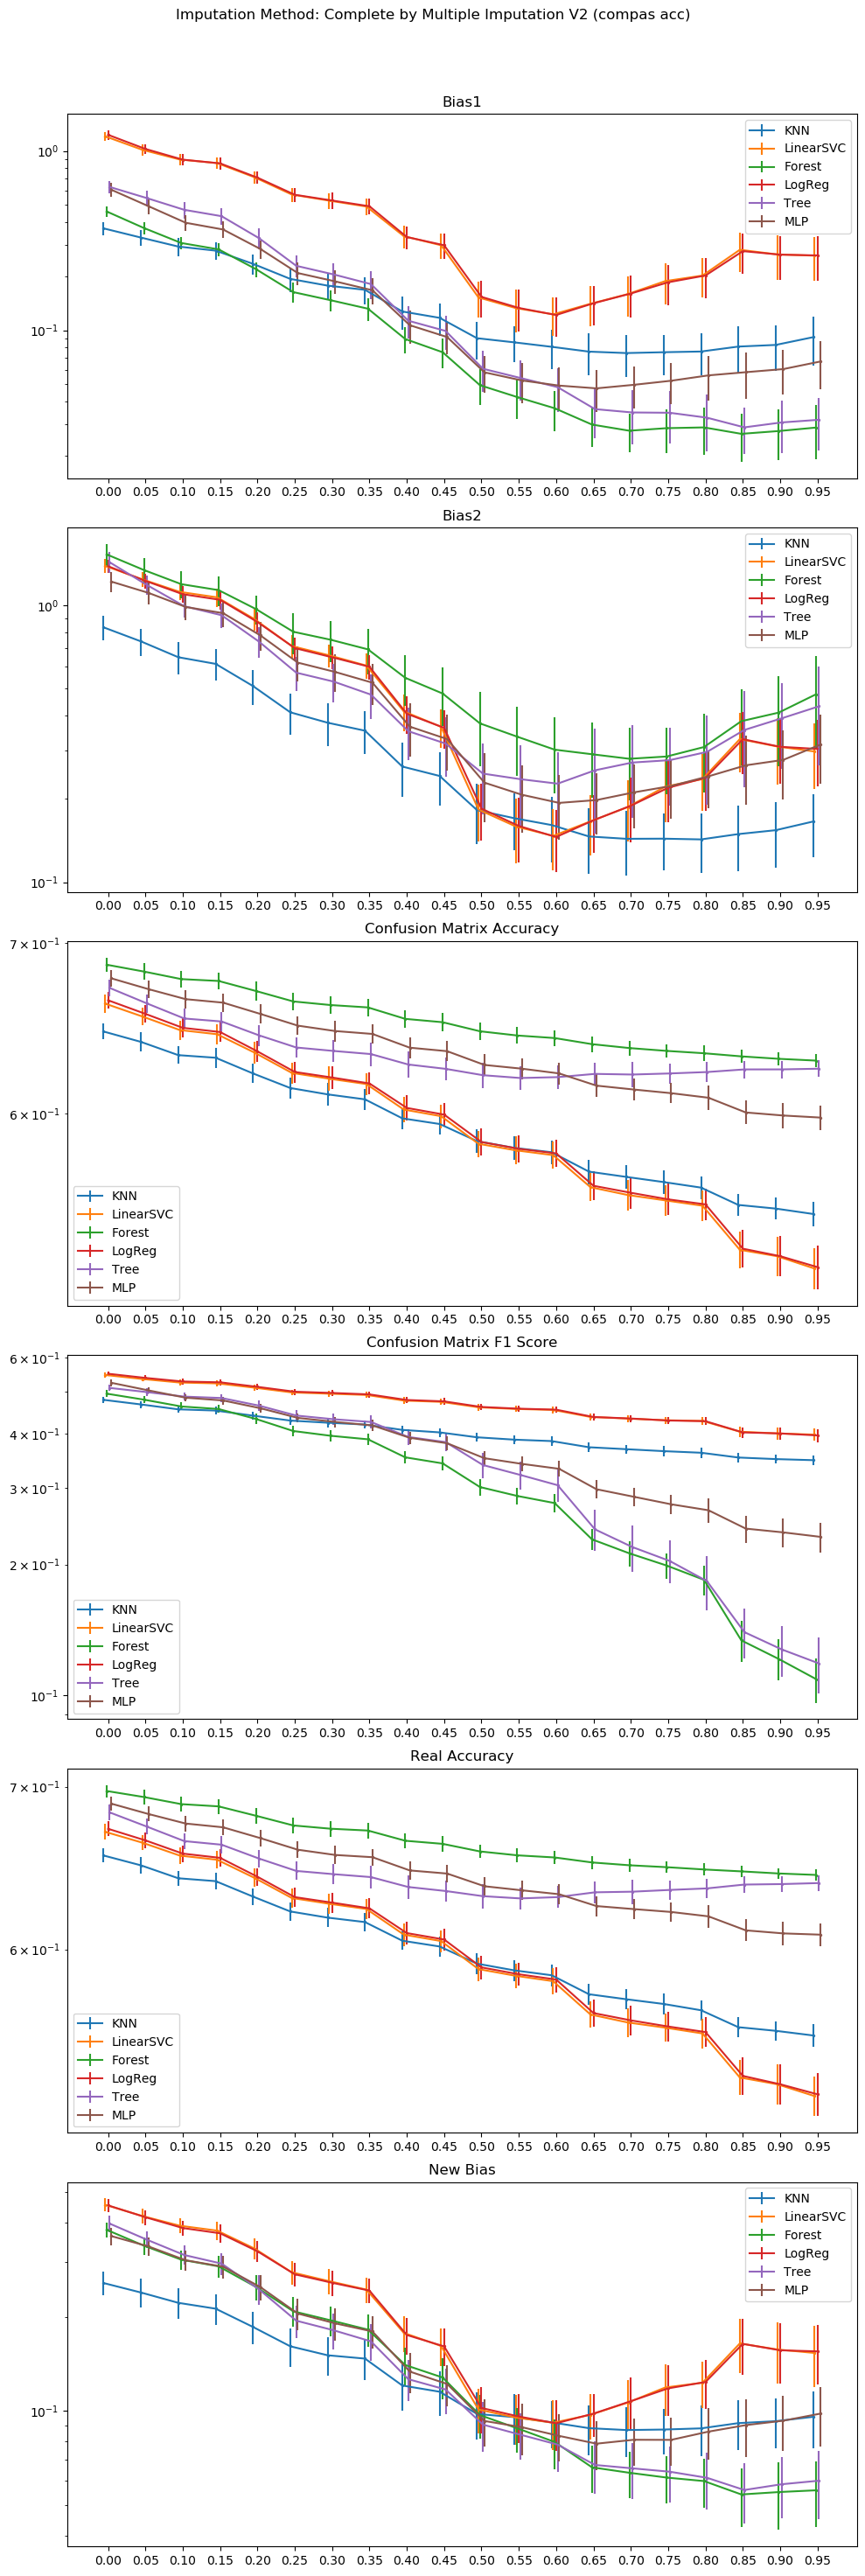 Imputation Method: Complete by Multiple Imputation V2 (compas acc)
Bias1
10⁰
10⁻¹
KNN
LinearSVC
Forest
LogReg
Tree
MLP
0.00 0.05 0.10 0.15 0.20 0.25 0.30 0.35 0.40 0.45 0.50 0.55 0.60 0.65 0.70 0.75 0.80 0.85 0.90 0.95
Bias2
10⁰
10⁻¹
KNN
LinearSVC
Forest
LogReg
Tree
MLP
0.00 0.05 0.10 0.15 0.20 0.25 0.30 0.35 0.40 0.45 0.50 0.55 0.60 0.65 0.70 0.75 0.80 0.85 0.90 0.95
Confusion Matrix Accuracy
7 × 10⁻¹
6 × 10⁻¹
KNN
LinearSVC
Forest
LogReg
Tree
MLP
0.00 0.05 0.10 0.15 0.20 0.25 0.30 0.35 0.40 0.45 0.50 0.55 0.60 0.65 0.70 0.75 0.80 0.85 0.90 0.95
Confusion Matrix F1 Score
6 × 10⁻¹
4 × 10⁻¹
3 × 10⁻¹
2 × 10⁻¹
10⁻¹
KNN
LinearSVC
Forest
LogReg
Tree
MLP
0.00 0.05 0.10 0.15 0.20 0.25 0.30 0.35 0.40 0.45 0.50 0.55 0.60 0.65 0.70 0.75 0.80 0.85 0.90 0.95
Real Accuracy
7 × 10⁻¹
6 × 10⁻¹
KNN
LinearSVC
Forest
LogReg
Tree
MLP
0.00 0.05 0.10 0.15 0.20 0.25 0.30 0.35 0.40 0.45 0.50 0.55 0.60 0.65 0.70 0.75 0.80 0.85 0.90 0.95
New Bias
10⁻¹
KNN
LinearSVC
Forest
LogReg
Tree
MLP
0.00 0.05 0.10 0.15 0.20 0.25 0.30 0.35 0.40 0.45 0.50 0.55 0.60 0.65 0.70 0.75 0.80 0.85 0.90 0.95